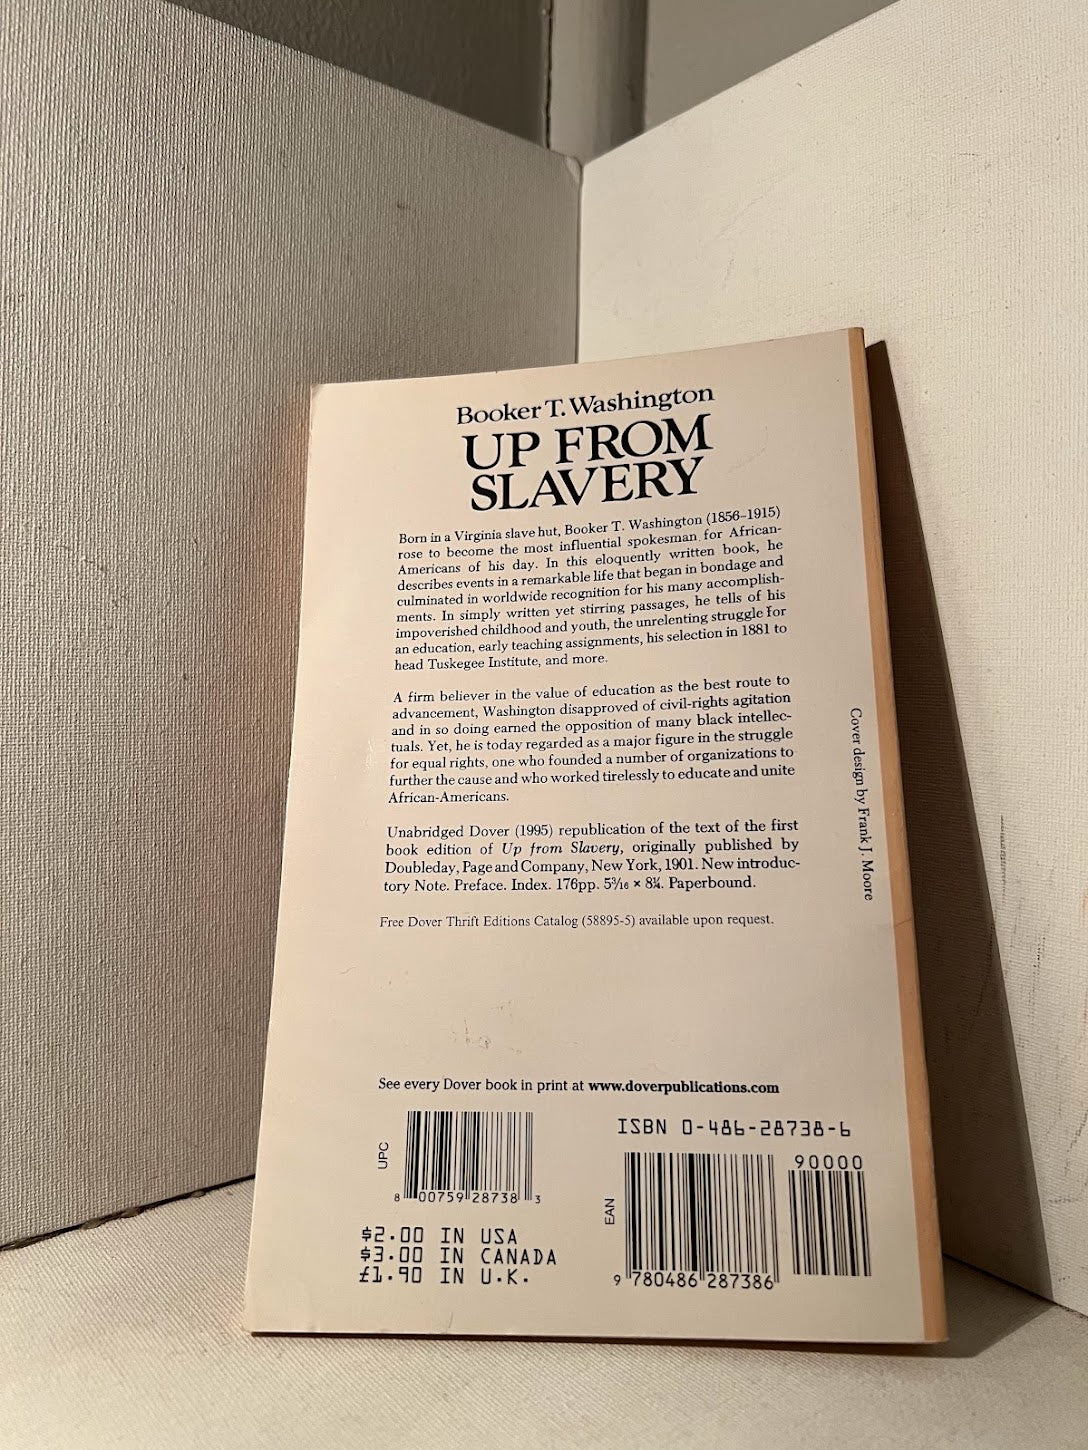 Booker T. Washington
UP FROM
SLAVERY
Born in a Virginia slave hut, Booker T. Washington (1856–1915)
rose to become the most influential spokesman for African-
Americans of his day. In this eloquently written book, he
describes events in a remarkable life that began in bondage and
culminated in worldwide recognition for his many accomplish-
ments. In simply written yet stirring passages, he tells of his
impoverished childhood and youth, the unrelenting struggle for
an education, early teaching assignments, his selection in 1881 to
head Tuskegee Institute, and more.
A firm believer in the value of education as the best route to
advancement, Washington disapproved of civil-rights agitation
and in so doing earned the opposition of many black intellec-
tuals. Yet, he is today regarded as a major figure in the struggle
for equal rights, one who founded a number of organizations to
further the cause and who worked tirelessly to educate and unite
African-Americans.
Unabridged Dover (1995) republication of the text of the first
book edition of Up from Slavery, originally published by
Doubleday, Page and Company, New York, 1901. New introduc-
tory Note. Preface. Index. 176pp. 5³⁄₁₆ × 8¼. Paperbound.
Free Dover Thrift Editions Catalog (58895-5) available upon request.
Cover design by Frank J. Moore
See every Dover book in print at www.doverpublications.com
UPC
8 00759 28738 3
$2.00 IN USA
$3.00 IN CANADA
£1.90 IN U.K.
ISBN 0-486-28738-6
90000
EAN
9 780486 287386